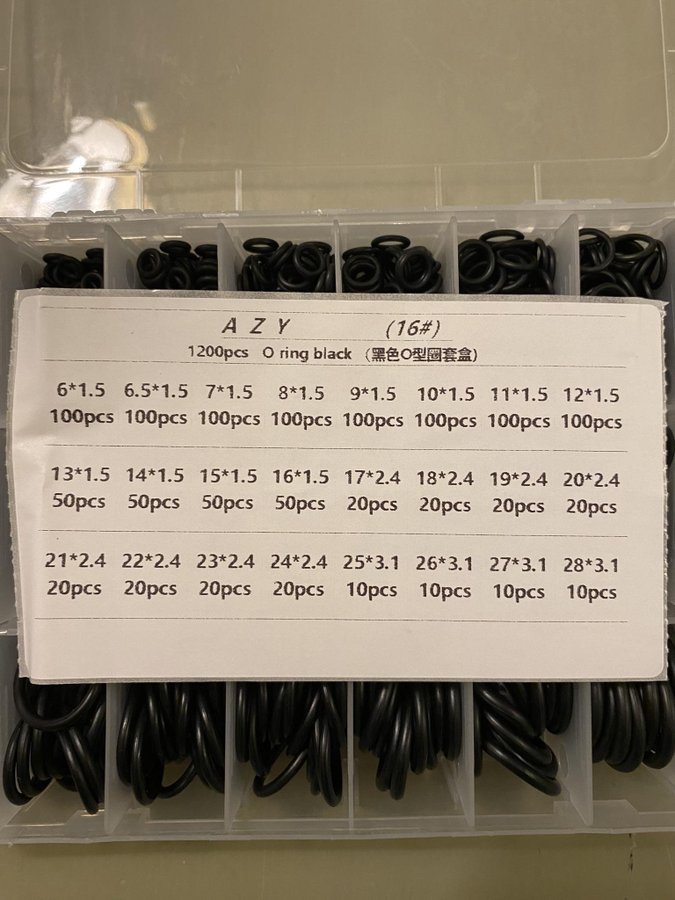 A Z Y (16#)
1200pcs O ring black (黑色O型圈套盒)
6*1.5 6.5*1.5 7*1.5 8*1.5 9*1.5 10*1.5 11*1.5 12*1.5
100pcs 100pcs 100pcs 100pcs 100pcs 100pcs 100pcs 100pcs
13*1.5 14*1.5 15*1.5 16*1.5 17*2.4 18*2.4 19*2.4 20*2.4
50pcs 50pcs 50pcs 50pcs 20pcs 20pcs 20pcs 20pcs
21*2.4 22*2.4 23*2.4 24*2.4 25*3.1 26*3.1 27*3.1 28*3.1
20pcs 20pcs 20pcs 20pcs 10pcs 10pcs 10pcs 10pcs